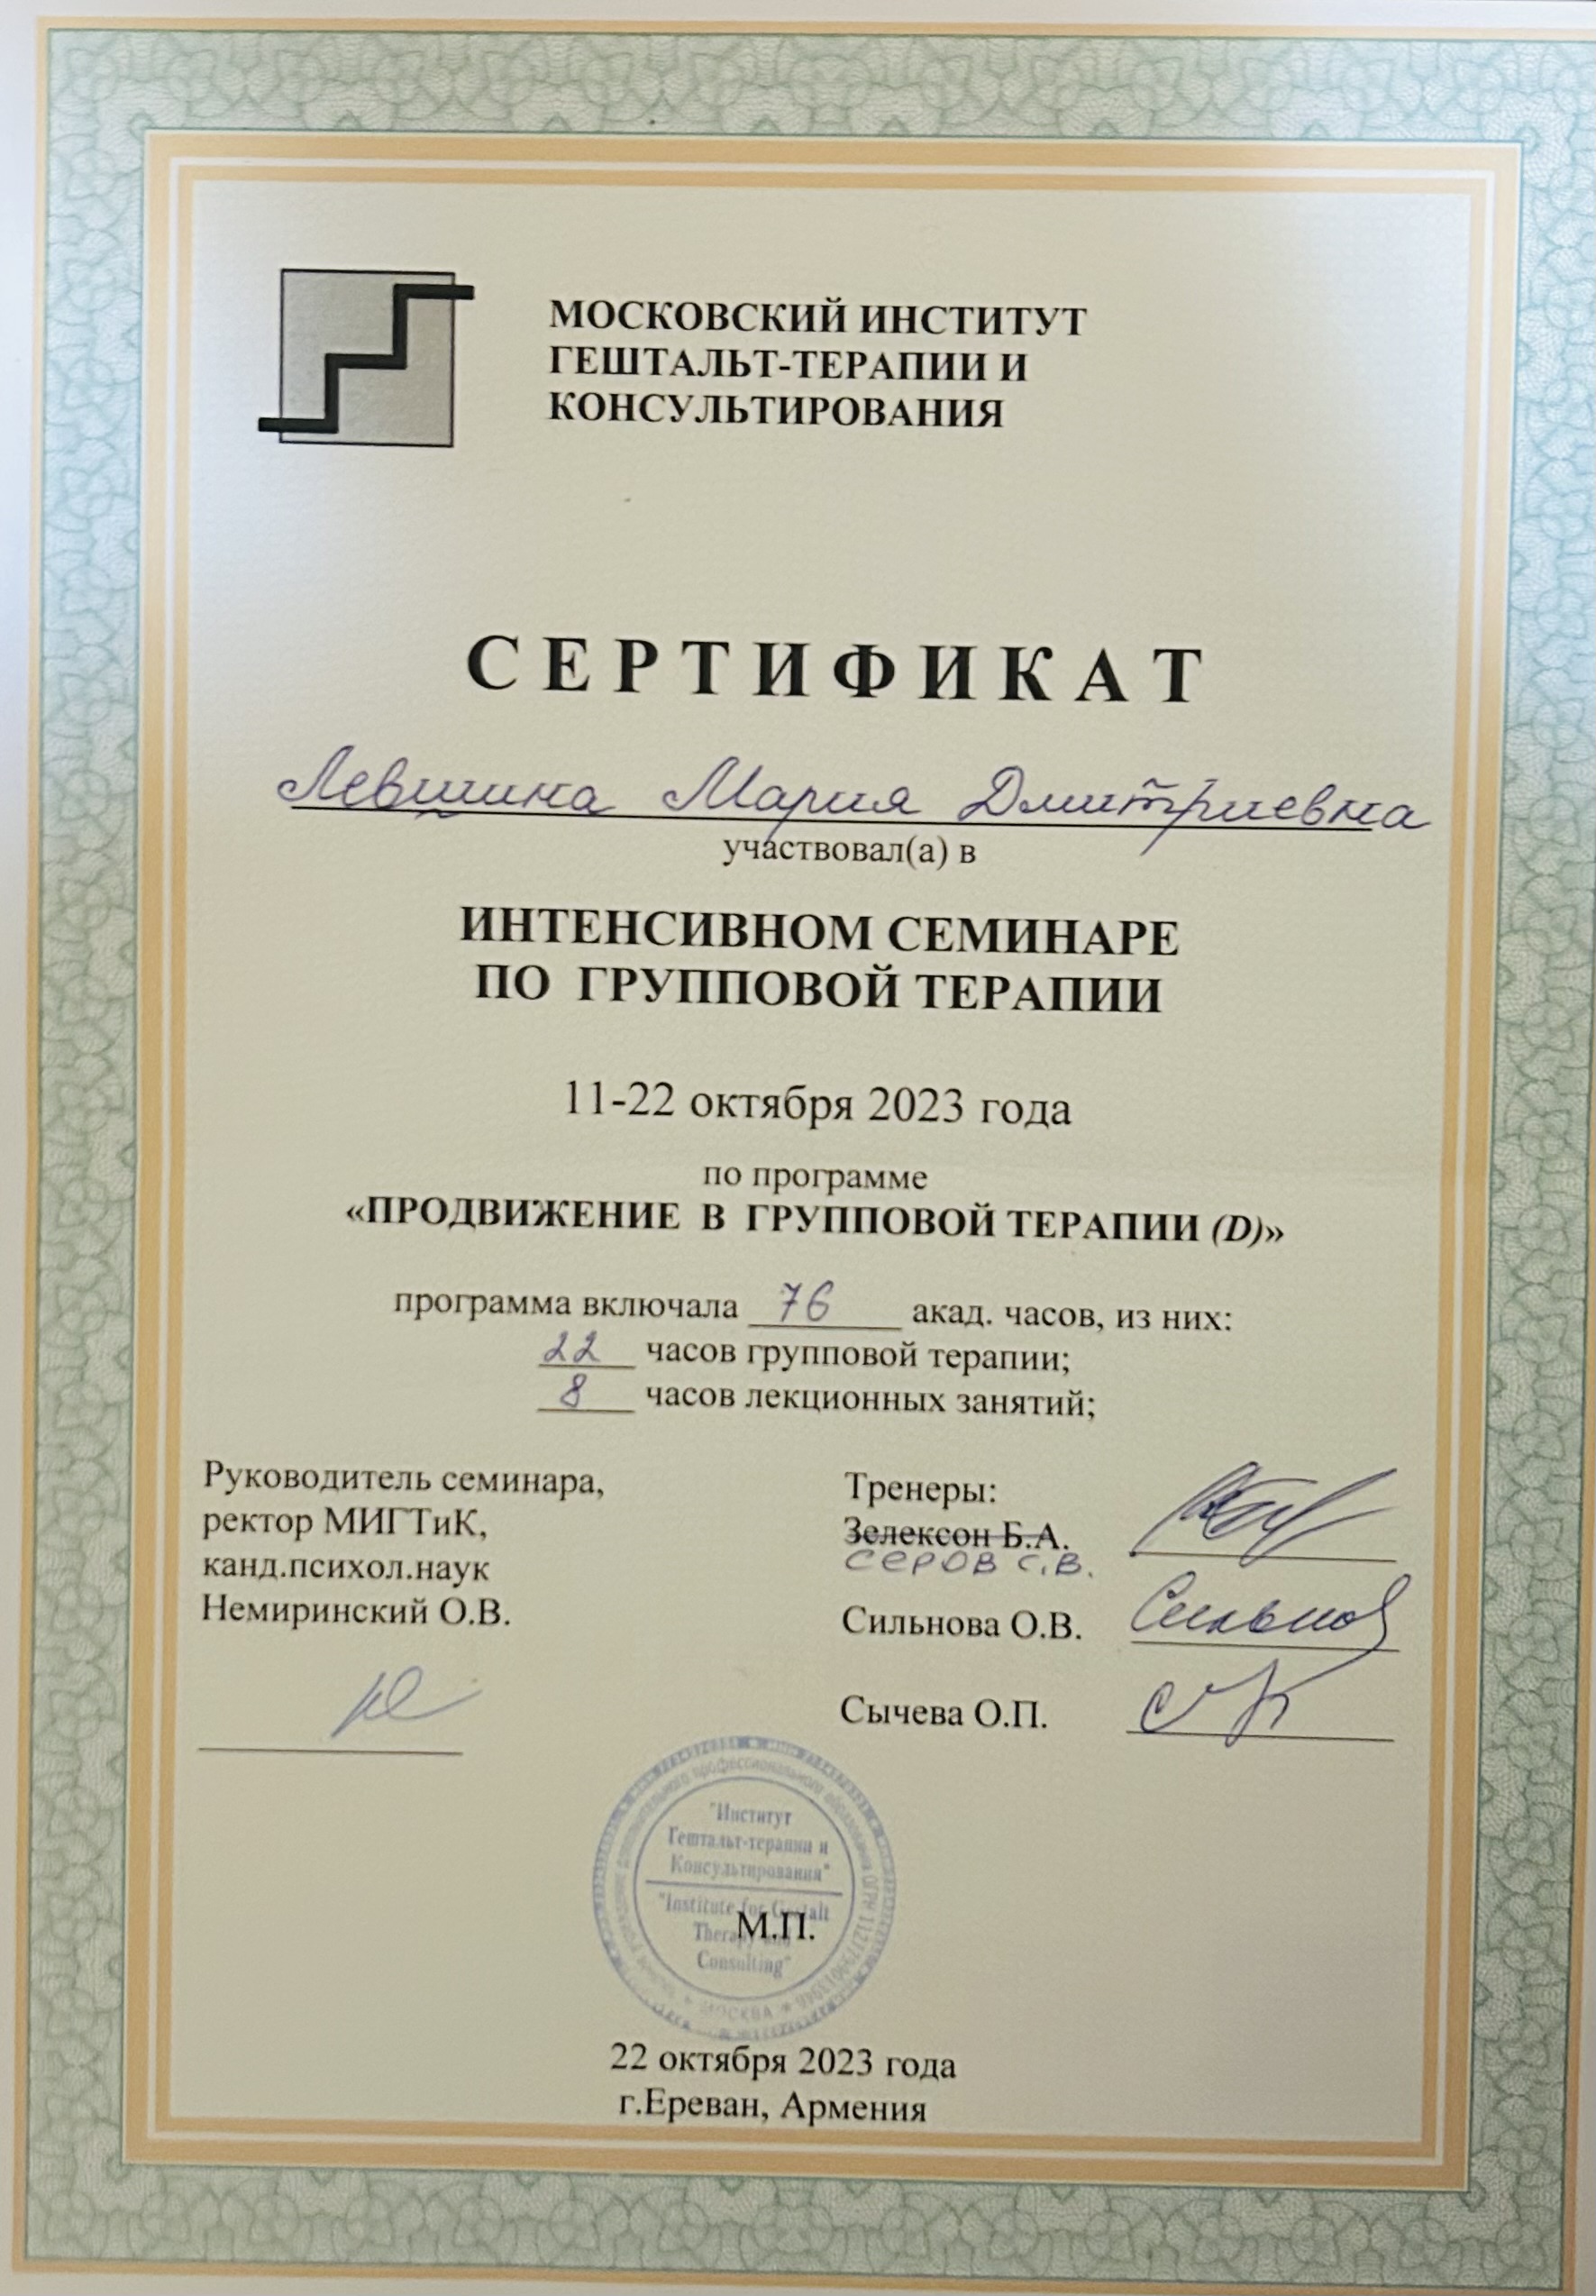 МОСКОВСКИЙ ИНСТИТУТ
ГЕШТАЛЬТ-ТЕРАПИИ И
КОНСУЛЬТИРОВАНИЯ
СЕРТИФИКАТ
Левшина Мария Дмитриевна
участвовал(а) в
ИНТЕНСИВНОМ СЕМИНАРЕ
ПО ГРУППОВОЙ ТЕРАПИИ
11-22 октября 2023 года
по программе
«ПРОДВИЖЕНИЕ В ГРУППОВОЙ ТЕРАПИИ (D)»
программа включала 76 акад. часов, из них:
22 часов групповой терапии;
8 часов лекционных занятий;
Руководитель семинара,
ректор МИГТиК,
канд.психол.наук
Немиринский О.В.
Тренеры:
Зелексон Б.А.
СЕРОВ С.В.
Сильнова О.В.
Сычева О.П.
"Институт
Гештальт-терапии и
Консультирования"
"Institute for Gestalt
Therapy and
Consulting"
МОСКВА
М.П.
22 октября 2023 года
г.Ереван, Армения